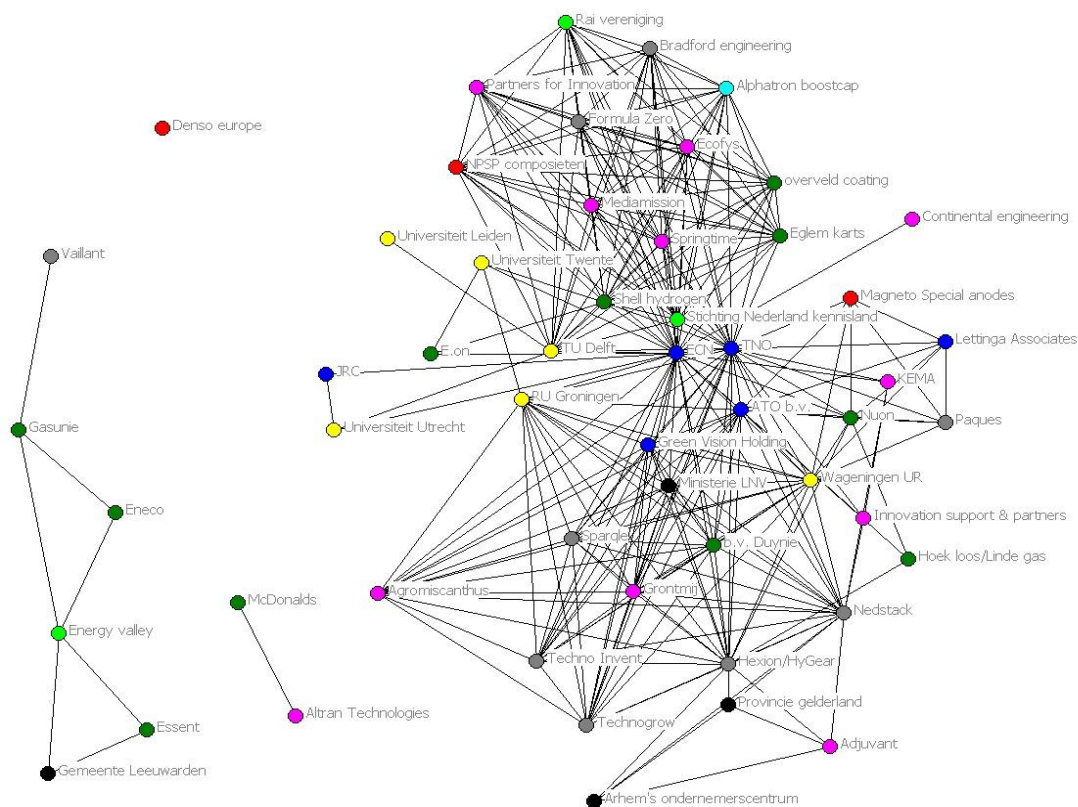 Rai vereniging
Bradford engineering
Partners for Innovation
Alphatron boostcap
Formula Zero
Denso europe
Ecofys
NPSP composieten
overveld coating
Mediamission
Continental engineering
Universiteit Leiden
Springtime
Eglem karts
Vaillant
Universiteit Twente
Shell hydrogen
Magneto Special anodes
Stichting Nederland kennisland
Lettinga Associates
E.on
TU Delft
ECN
TNO
JRC
KEMA
RU Groningen
ATO b.v.
Nuon
Paques
Gasunie
Universiteit Utrecht
Green Vision Holding
Wageningen UR
Ministerie LNV
Eneco
Innovation support & partners
Sparqle
b.v. Duynie
Hoek loos/Linde gas
Agromiscanthus
Grontmij
McDonalds
Nedstack
Energy valley
Techno Invent
Hexion/HyGear
Provincie gelderland
Altran Technologies
Technogrow
Essent
Adjuvant
Gemeente Leeuwarden
Arhem's ondernemerscentrum